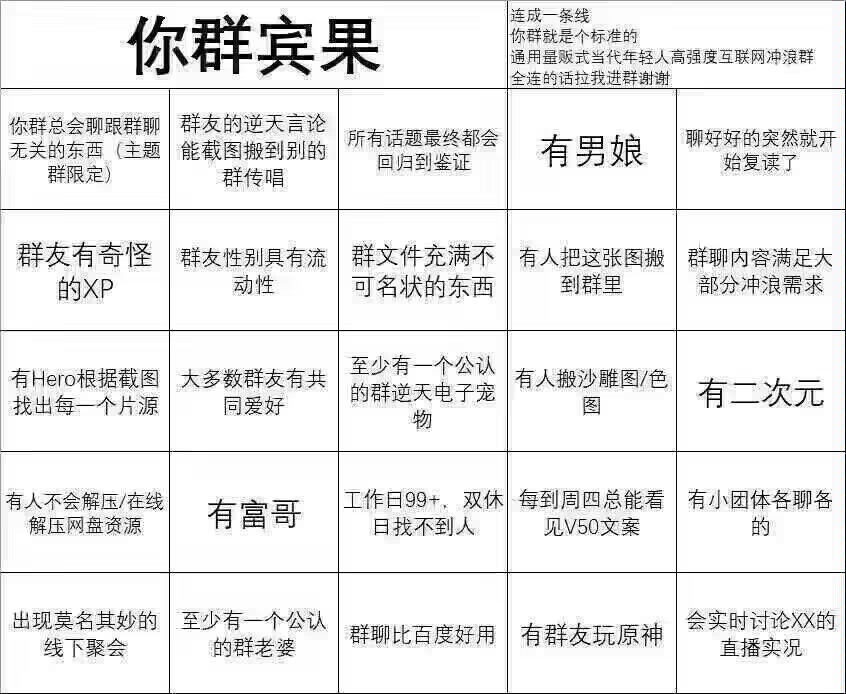 你群宾果
连成一条线
你群就是个标准的
通用量贩式当代年轻人高强度互联网冲浪群
全连的话拉我进群谢谢
你群总会聊跟群聊
无关的东西（主题
群限定）
群友的逆天言论
能截图搬到别的
群传唱
所有话题最终都会
回归到鉴证
有男娘
聊好好的突然就开
始复读了
群友有奇怪
的XP
群友性别具有流
动性
群文件充满不
可名状的东西
有人把这张图搬
到群里
群聊内容满足大
部分冲浪需求
有Hero根据截图
找出每一个片源
大多数群友有共
同爱好
至少有一个公认
的群逆天电子宠
物
有人搬沙雕图/色
图
有二次元
有人不会解压/在线
解压网盘资源
有富哥
工作日99+，双休
日找不到人
每到周四总能看
见V50文案
有小团体各聊各
的
出现莫名其妙的
线下聚会
至少有一个公认
的群老婆
群聊比百度好用
有群友玩原神
会实时讨论XX的
直播实况